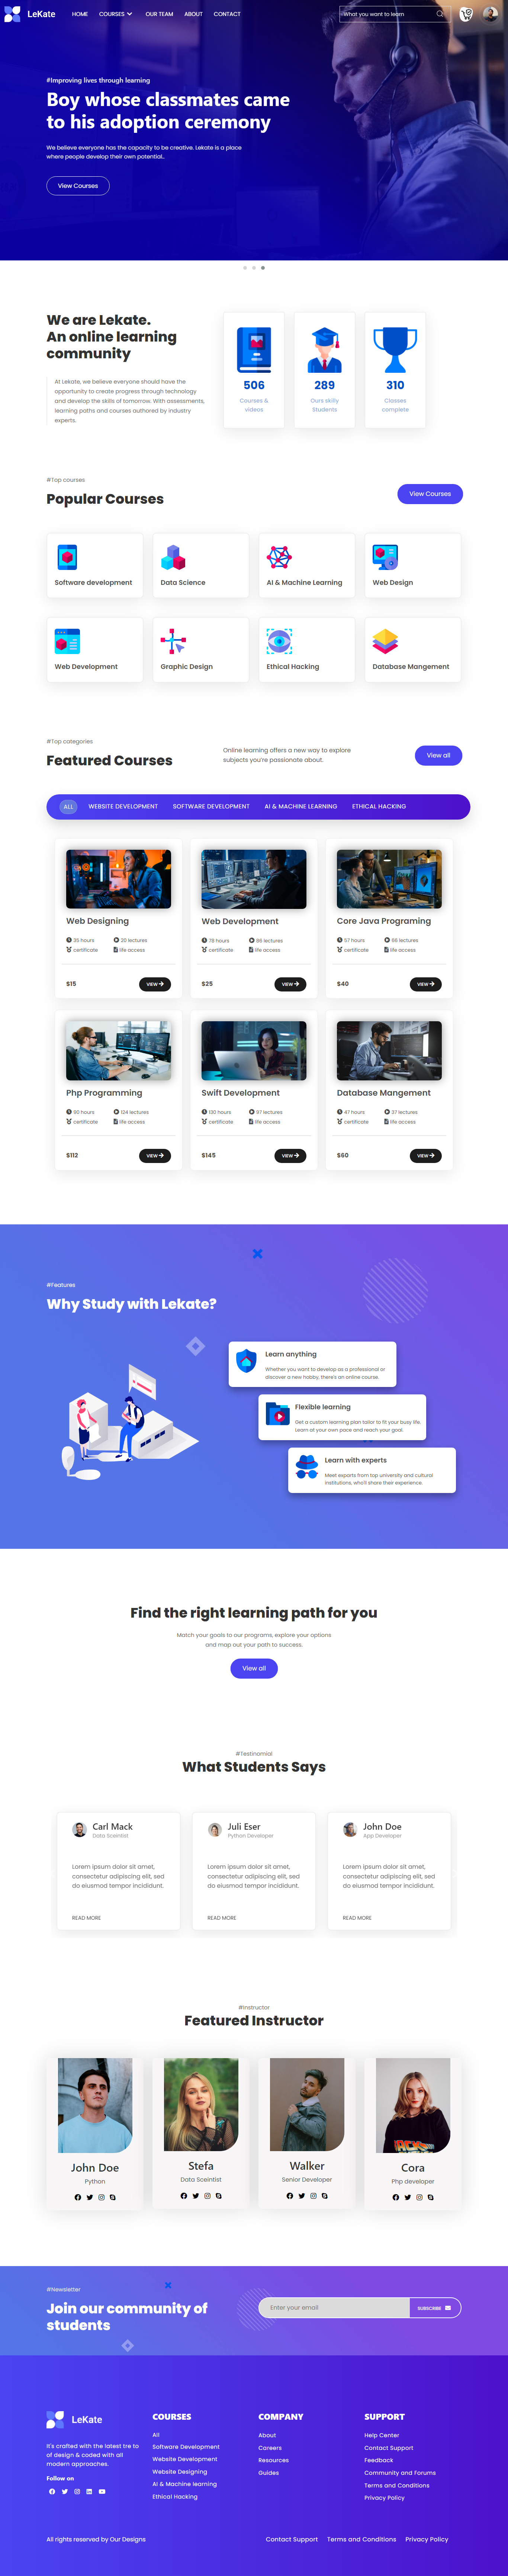 LeKate
HOME COURSES OUR TEAM ABOUT CONTACT
What you want to learn
#Improving lives through learning
Boy whose classmates came
to his adoption ceremony
We believe everyone has the capacity to be creative. Lekate is a place
where people develop their own potential..
View Courses
We are Lekate.
An online learning
community
At Lekate, we believe everyone should have the
opportunity to create progress through technology
and develop the skills of tomorrow. With assessments,
learning paths and courses authored by industry
experts.
506
Courses &
videos
289
Ours skilly
Students
310
Classes
complete
#Top courses
Popular Courses
View Courses
Software development
Data Science
AI & Machine Learning
Web Design
Web Development
Graphic Design
Ethical Hacking
Database Mangement
#Top categories
Featured Courses
Online learning offers a new way to explore
subjects you're passionate about.
View all
ALL WEBSITE DEVELOPMENT SOFTWARE DEVELOPMENT AI & MACHINE LEARNING ETHICAL HACKING
Web Designing
30 hours 20 lectures
certificate life access
$15 VIEW
Web Development
78 hours 86 lectures
certificate life access
$25 VIEW
Core Java Programing
57 hours 68 lectures
certificate life access
$40 VIEW
Php Programming
90 hours 124 lectures
certificate life access
$112 VIEW
Swift Development
130 hours 97 lectures
certificate life access
$145 VIEW
Database Mangement
47 hours 37 lectures
certificate life access
$60 VIEW
#Features
Why Study with Lekate?
Learn anything
Whether you want to develop as a professional or
discover a new hobby, there's an online course.
Flexible learning
Get a custom learning plan tailor to fit your busy life.
Learn at your own pace and reach your goal.
Learn with experts
Meet experts from top university and cultural
institutions, who'll share their experience.
Find the right learning path for you
Match your goals to our programs, explore your options
and map out your path to success.
View all
#Testinomial
What Students Says
Carl Mack
Data Sceintist
Lorem ipsum dolor sit amet,
consectetur adipiscing elit, sed
do eiusmod tempor incididunt.
READ MORE
Juli Eser
Python Developer
Lorem ipsum dolor sit amet,
consectetur adipiscing elit, sed
do eiusmod tempor incididunt.
READ MORE
John Doe
App Developer
Lorem ipsum dolor sit amet,
consectetur adipiscing elit, sed
do eiusmod tempor incididunt.
READ MORE
#Instructor
Featured Instructor
John Doe
Python
Stefa
Data Sceintist
Walker
Senior Developer
Cora
Php developer
#Newsletter
Join our community of
students
Enter your email
SUBSCRIBE
LeKate
It's crafted with the latest tre to
of design & coded with all
modern approaches.
Follow on
COURSES
All
Software Development
Website Development
Website Designing
AI & Machine learning
Ethical Hacking
COMPANY
About
Careers
Resources
Guides
SUPPORT
Help Center
Contact Support
Feedback
Community and Forums
Terms and Conditions
Privacy Policy
All rights reserved by Our Designs
Contact Support Terms and Conditions Privacy Policy